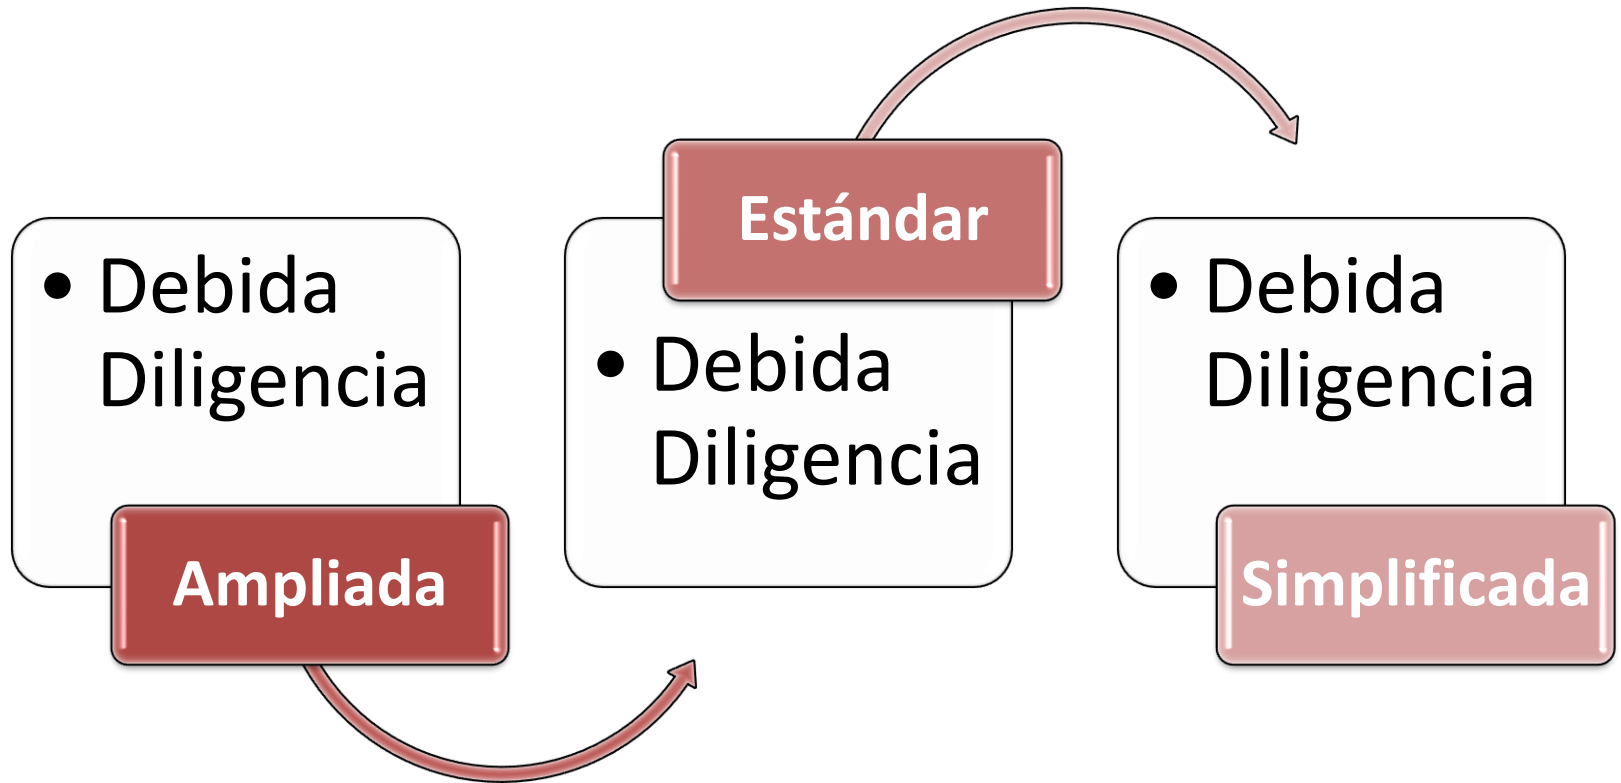 • Debida
Diligencia
Ampliada
Estándar
• Debida
Diligencia
• Debida
Diligencia
Simplificada